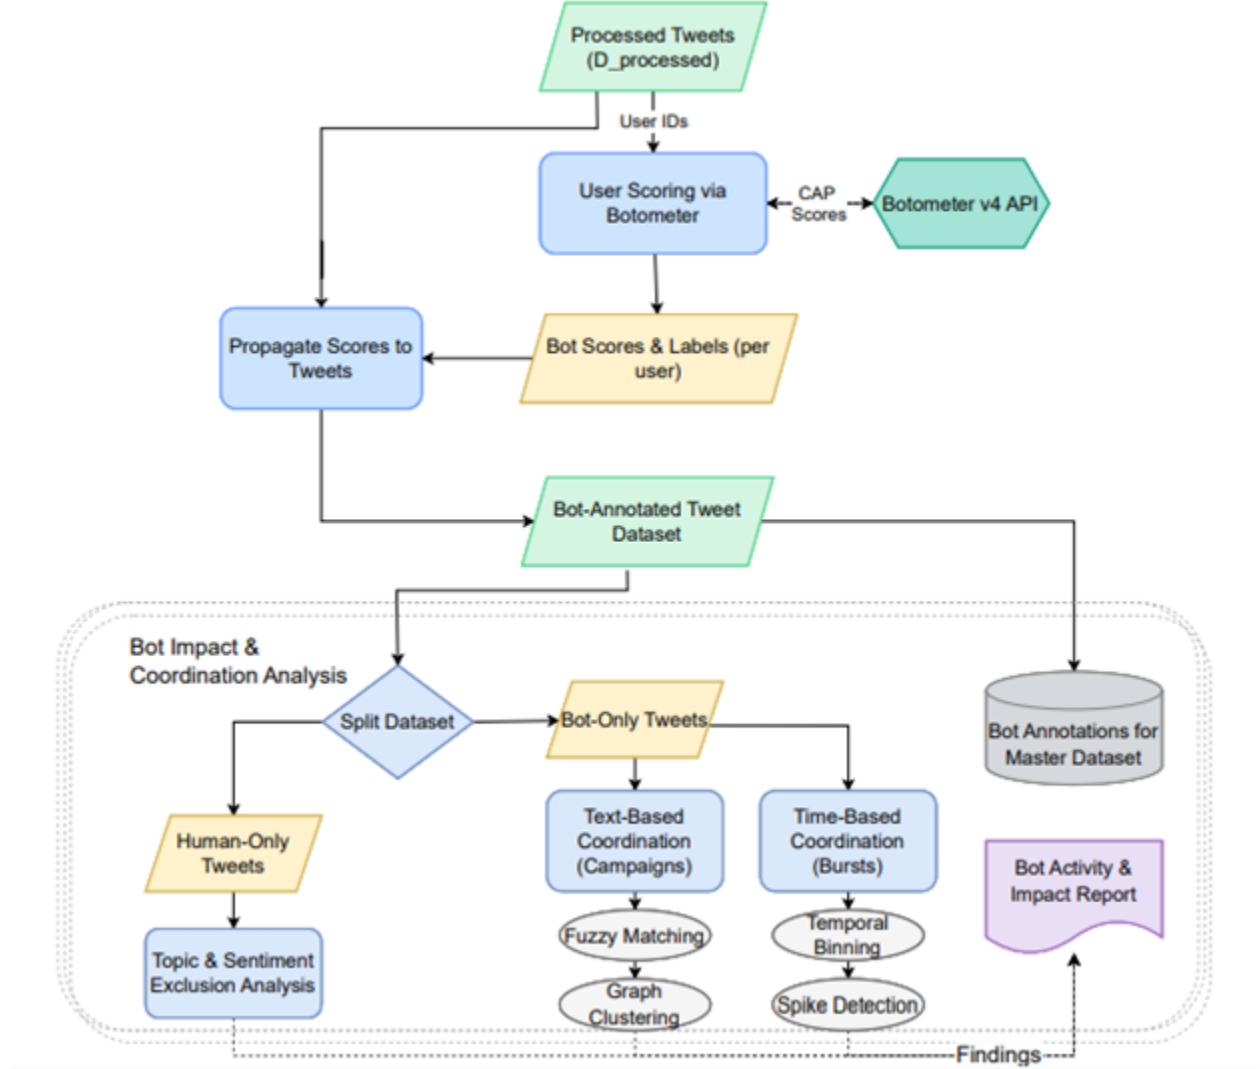 Processed Tweets
(D_processed)
User IDs
User Scoring via
Botometer
CAP
Scores
Botometer v4 API
Propagate Scores to
Tweets
Bot Scores & Labels (per
user)
Bot-Annotated Tweet
Dataset
Bot Impact &
Coordination Analysis
Split Dataset
Bot-Only Tweets
Bot Annotations for
Master Dataset
Human-Only
Tweets
Text-Based
Coordination
(Campaigns)
Time-Based
Coordination
(Bursts)
Bot Activity &
Impact Report
Topic & Sentiment
Exclusion Analysis
Fuzzy Matching
Temporal
Binning
Graph
Clustering
Spike Detection
Findings